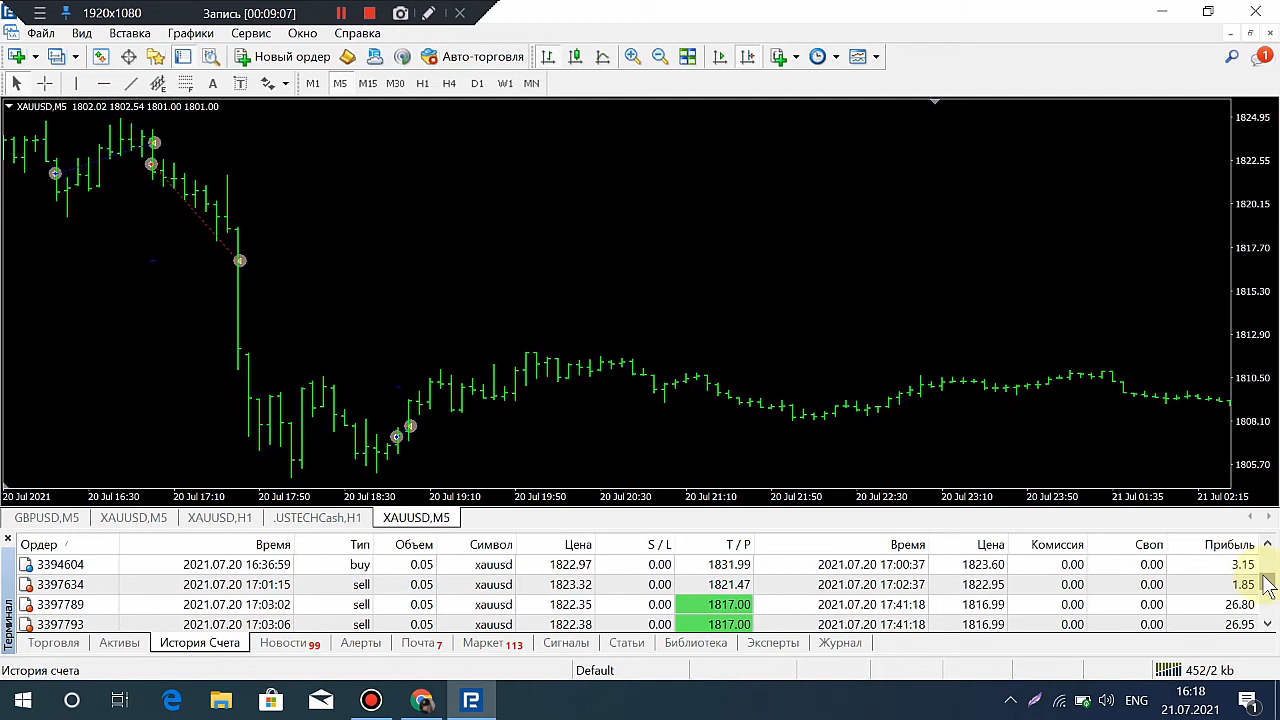 1920x1080 Запись [00:09:07]
Файл Вид Вставка Графики Сервис Окно Справка
Новый ордер Авто-торговля
A T M1 M5 M15 M30 H1 H4 D1 W1 MN 1
XAUUSD,M5 1802.02 1802.54 1801.00 1801.00
1824.95
1822.55
1820.15
1817.70
1815.30
1812.90
1810.50
1808.10
1805.70
20 Jul 2021 20 Jul 16:30 20 Jul 17:10 20 Jul 17:50 20 Jul 18:30 20 Jul 19:10 20 Jul 19:50 20 Jul 20:30 20 Jul 21:10 20 Jul 21:50 20 Jul 22:30 20 Jul 23:10 20 Jul 23:50 21 Jul 01:35 21 Jul 02:15
GBPUSD,M5 XAUUSD,M5 XAUUSD,H1 .USTECHCash,H1 XAUUSD,M5
Ордер Время Тип Объем Символ Цена S / L T / P Время Цена Комиссия Своп Прибыль
3394604 2021.07.20 16:36:59 buy 0.05 xauusd 1822.97 0.00 1831.99 2021.07.20 17:00:37 1823.60 0.00 0.00 3.15
3397634 2021.07.20 17:01:15 sell 0.05 xauusd 1823.32 0.00 1821.47 2021.07.20 17:02:37 1822.95 0.00 0.00 1.85
3397789 2021.07.20 17:03:02 sell 0.05 xauusd 1822.35 0.00 1817.00 2021.07.20 17:41:18 1816.99 0.00 0.00 26.80
3397793 2021.07.20 17:03:06 sell 0.05 xauusd 1822.38 0.00 1817.00 2021.07.20 17:41:18 1816.99 0.00 0.00 26.95
Терминал
Торговля Активы История Счета Новости 99 Алерты Почта 7 Маркет 113 Сигналы Статьи Библиотека Эксперты Журнал
История счета Default 452/2 kb
16:18
21.07.2021
1